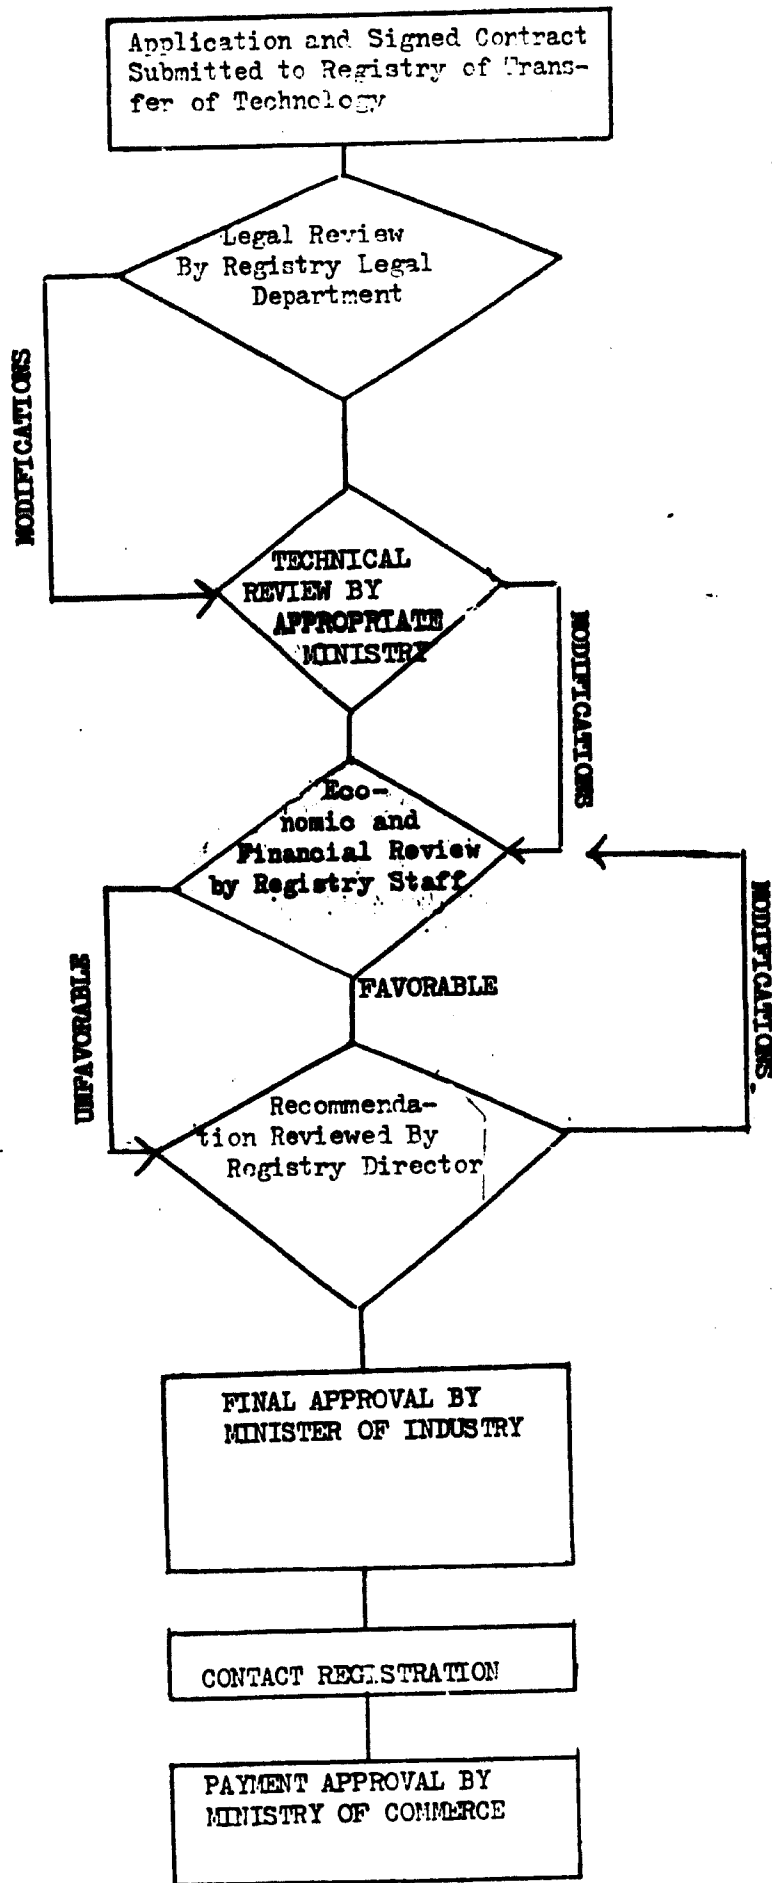 Application and Signed Contract
Submitted to Registry of Trans-
fer of Technology
Legal Review
By Registry Legal
Department
MODIFICATIONS
TECHNICAL
REVIEW BY
APPROPRIATE
MINISTRY
MODIFICATIONS
Eco-
nomic and
Financial Review
by Registry Staff
MODIFICATIONS
UNFAVORABLE
FAVORABLE
Recommenda-
tion Reviewed By
Registry Director
FINAL APPROVAL BY
MINISTER OF INDUSTRY
CONTACT REGISTRATION
PAYMENT APPROVAL BY
MINISTRY OF COMMERCE